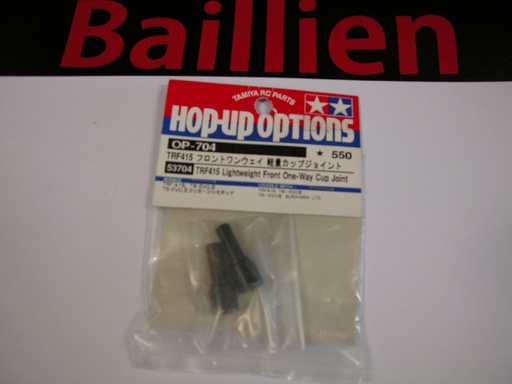 Baillien
TAMIYA RC PARTS
HOP-UP OPTIONS
OP-704
★ 550
TRF415 フロントワンウェイ 軽量カップジョイント
53704 TRF415 Lightweight Front One-Way Cup Joint